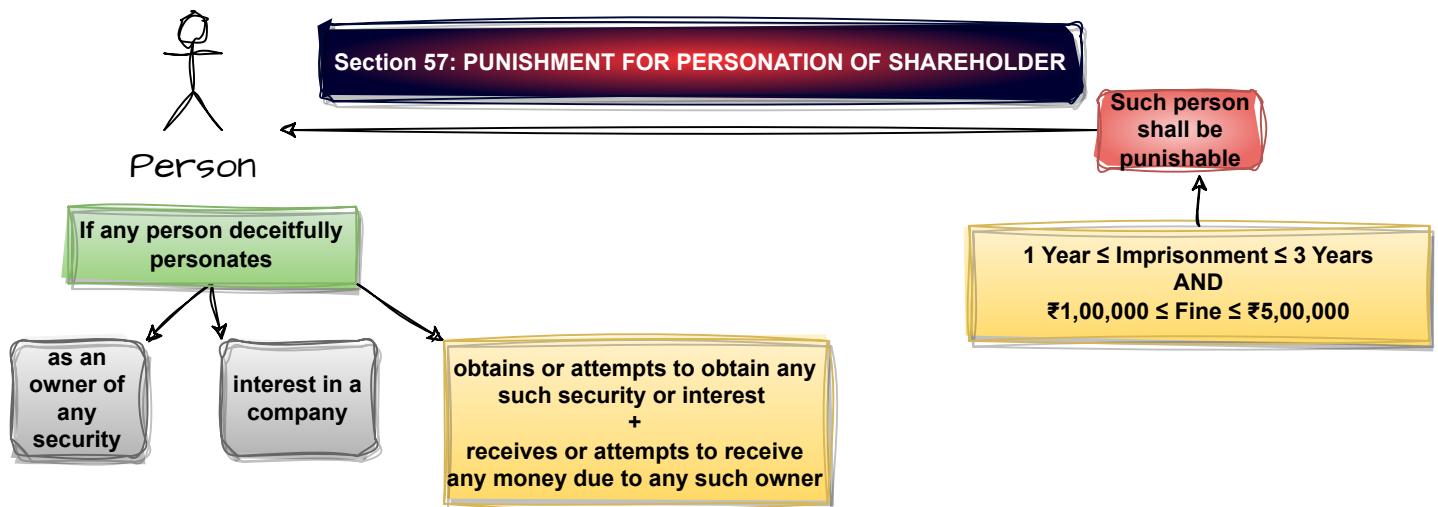 Section 57: PUNISHMENT FOR PERSONATION OF SHAREHOLDER
Such person
shall be
punishable
Person
If any person deceitfully
personates
1 Year ≤ Imprisonment ≤ 3 Years
AND
₹1,00,000 ≤ Fine ≤ ₹5,00,000
as an
owner of
any
security
interest in a
company
obtains or attempts to obtain any
such security or interest
+
receives or attempts to receive
any money due to any such owner